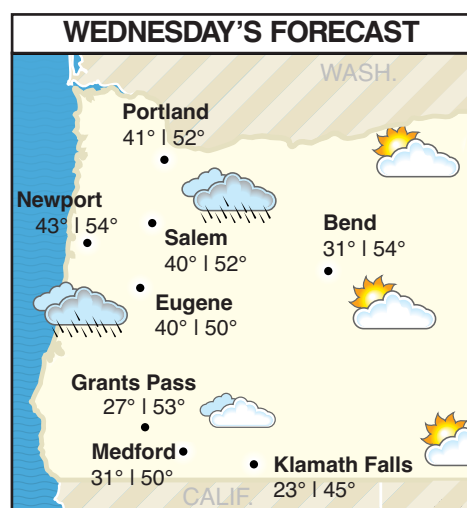 WEDNESDAY'S FORECAST
WASH.
Portland
41° | 52°
Newport
43° | 54°
Salem
40° | 52°
Bend
31° | 54°
Eugene
40° | 50°
Grants Pass
27° | 53°
Medford
31° | 50°
Klamath Falls
23° | 45°
CALIF.